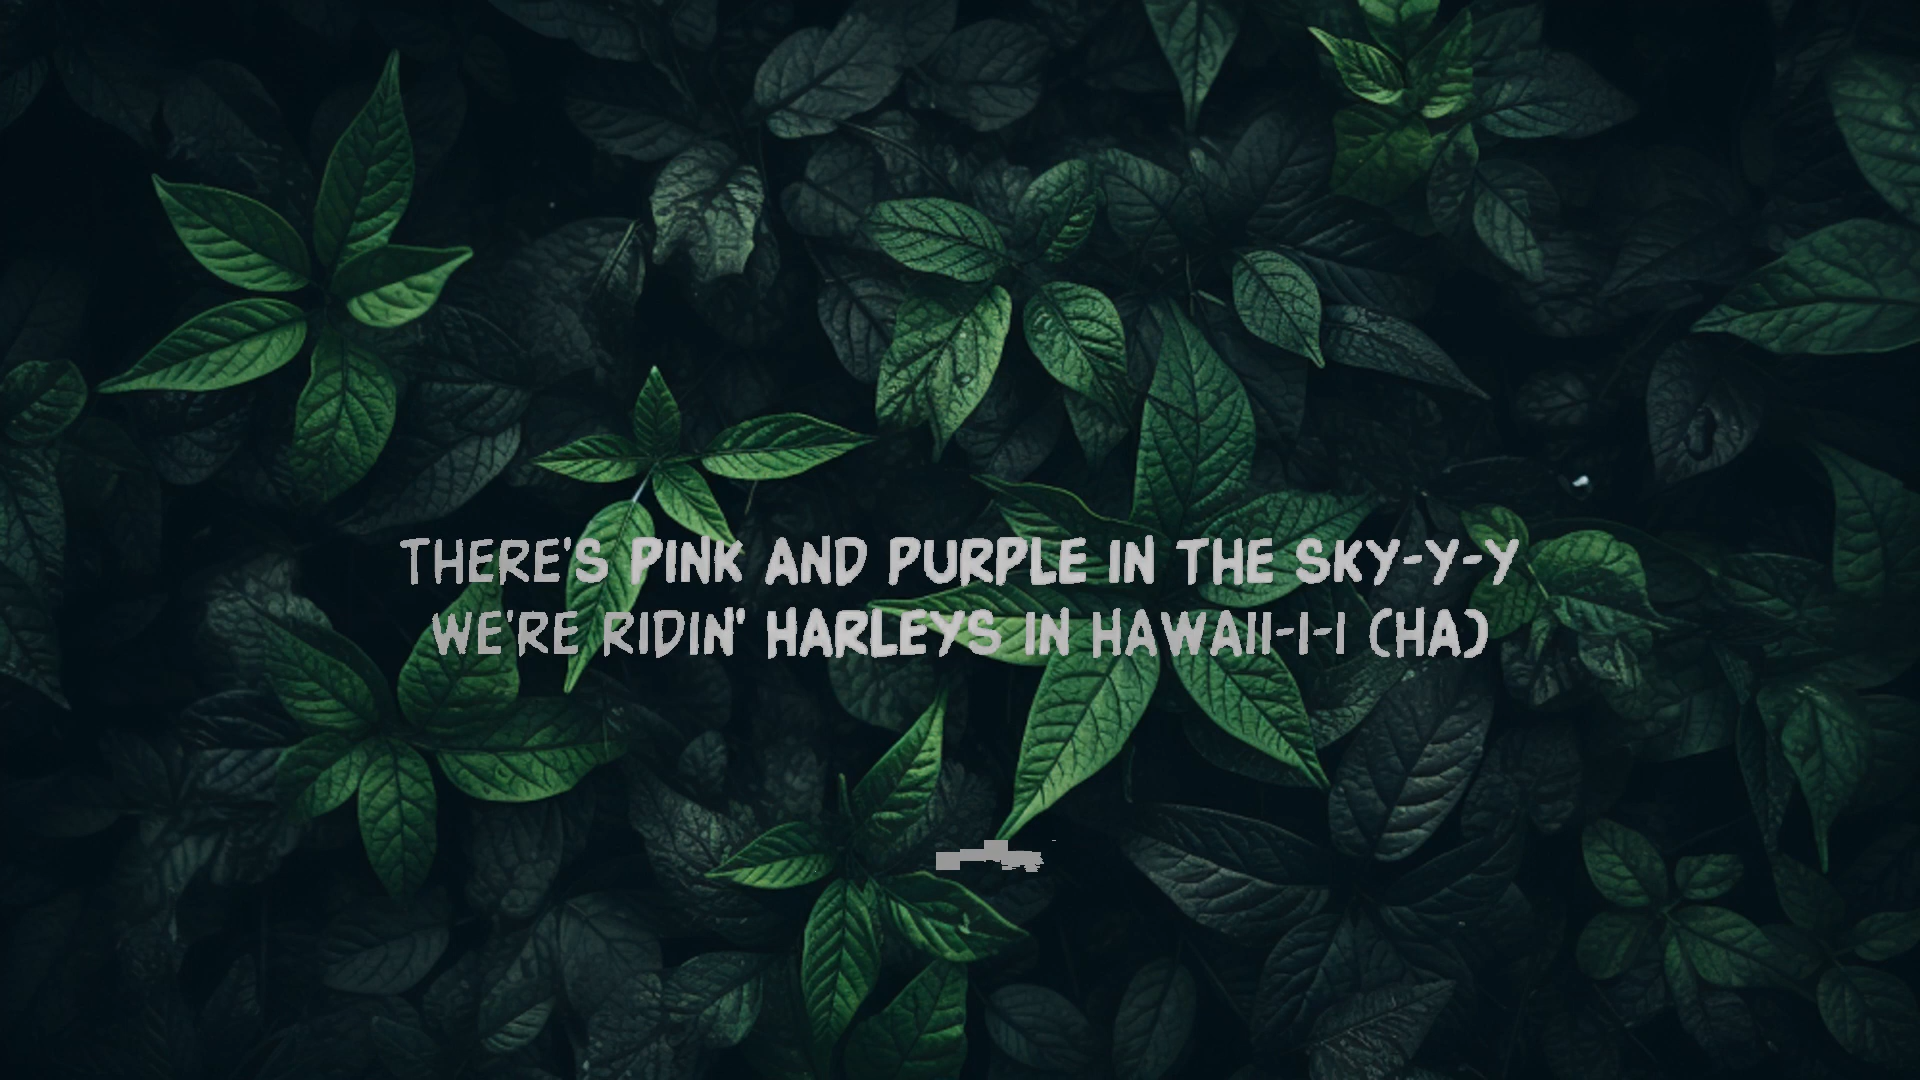 THERE'S PINK AND PURPLE IN THE SKY-Y-Y
WE'RE RIDIN' HARLEYS IN HAWAII-I-I (HA)